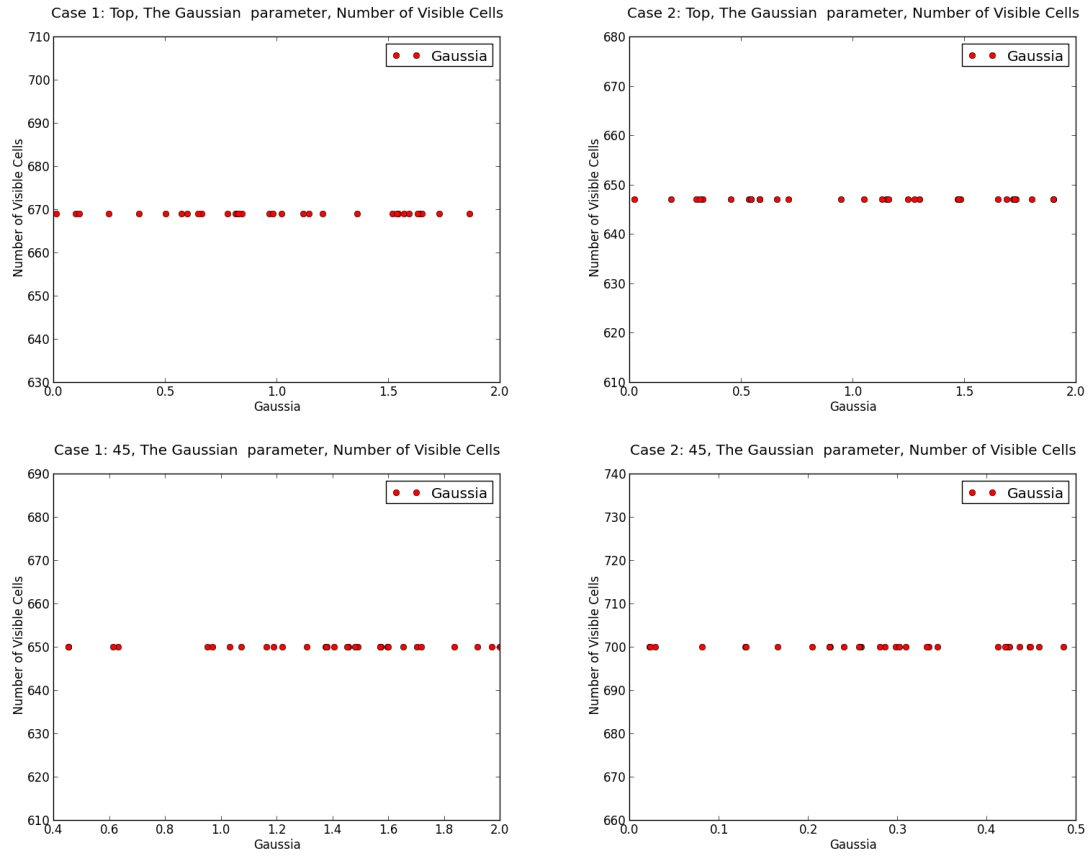 Case 1: Top, The Gaussian  parameter, Number of Visible Cells
710
700
690
680
670
660
650
640
630
Number of Visible Cells
Gaussia
0.0 0.5 1.0 1.5 2.0
Gaussia
Case 2: Top, The Gaussian  parameter, Number of Visible Cells
680
670
660
650
640
630
620
610
Number of Visible Cells
Gaussia
0.0 0.5 1.0 1.5 2.0
Gaussia
Case 1: 45, The Gaussian  parameter, Number of Visible Cells
690
680
670
660
650
640
630
620
610
Number of Visible Cells
Gaussia
0.4 0.6 0.8 1.0 1.2 1.4 1.6 1.8 2.0
Gaussia
Case 2: 45, The Gaussian  parameter, Number of Visible Cells
740
730
720
710
700
690
680
670
660
Number of Visible Cells
Gaussia
0.0 0.1 0.2 0.3 0.4 0.5
Gaussia